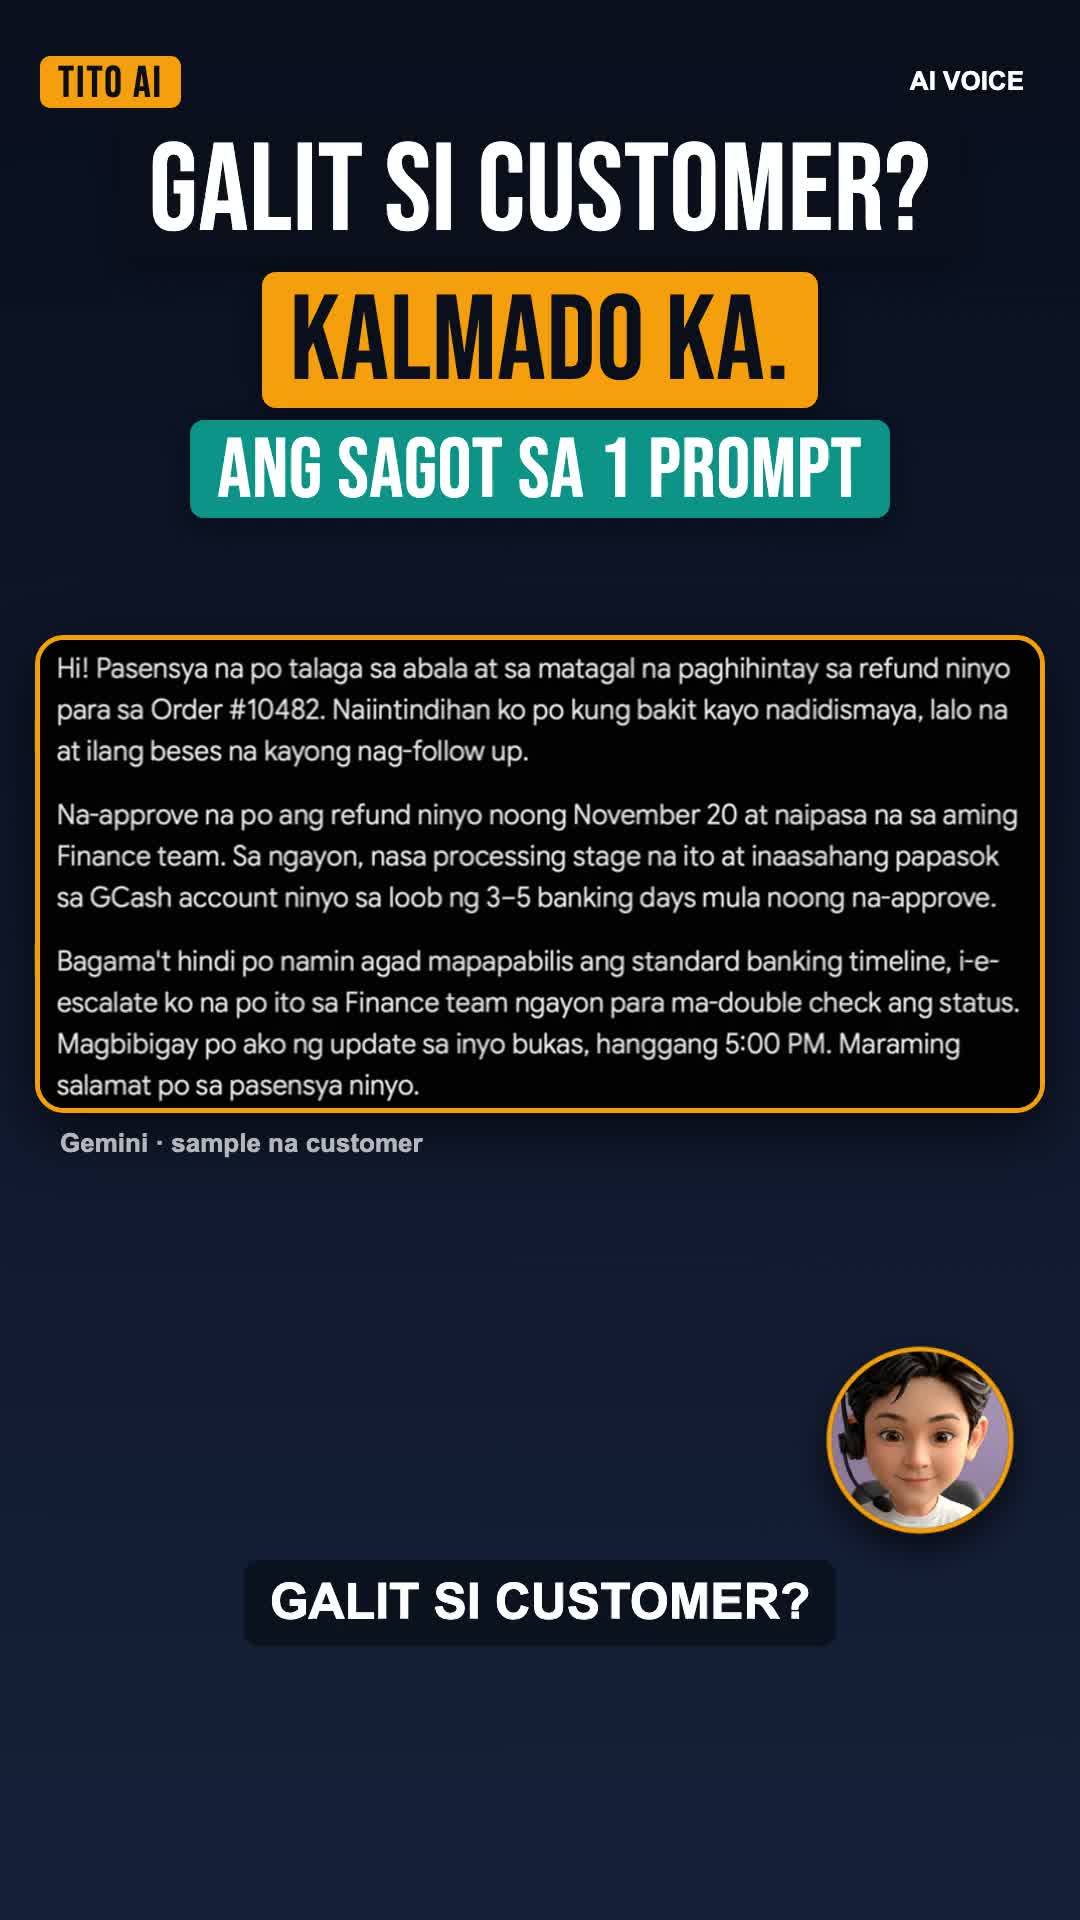 TITO AI
AI VOICE
GALIT SI CUSTOMER?
KALMADO KA.
ANG SAGOT SA 1 PROMPT
Hi! Pasensya na po talaga sa abala at sa matagal na paghihintay sa refund ninyo
para sa Order #10482. Naiintindihan ko po kung bakit kayo nadidismaya, lalo na
at ilang beses na kayong nag-follow up.
Na-approve na po ang refund ninyo noong November 20 at naipasa na sa aming
Finance team. Sa ngayon, nasa processing stage na ito at inaasahang papasok
sa GCash account ninyo sa loob ng 3–5 banking days mula noong na-approve.
Bagama't hindi po namin agad mapapabilis ang standard banking timeline, i-e-
escalate ko na po ito sa Finance team ngayon para ma-double check ang status.
Magbibigay po ako ng update sa inyo bukas, hanggang 5:00 PM. Maraming
salamat po sa pasensya ninyo.
Gemini · sample na customer
GALIT SI CUSTOMER?